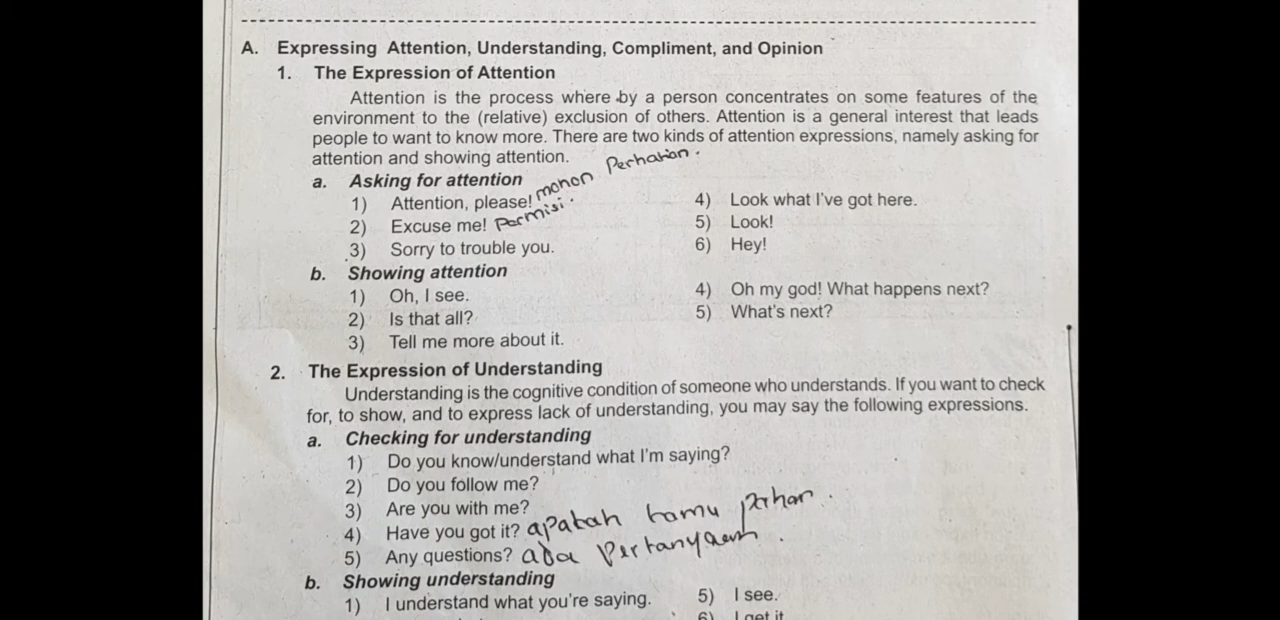 A. Expressing Attention, Understanding, Compliment, and Opinion
1. The Expression of Attention
Attention is the process where by a person concentrates on some features of the
environment to the (relative) exclusion of others. Attention is a general interest that leads
people to want to know more. There are two kinds of attention expressions, namely asking for
attention and showing attention.
a. Asking for attention
1) Attention, please! mohon Perhatian.
2) Excuse me! Permisi.
3) Sorry to trouble you.
4) Look what I've got here.
5) Look!
6) Hey!
b. Showing attention
1) Oh, I see.
2) Is that all?
3) Tell me more about it.
4) Oh my god! What happens next?
5) What's next?
2. The Expression of Understanding
Understanding is the cognitive condition of someone who understands. If you want to check
for, to show, and to express lack of understanding, you may say the following expressions.
a. Checking for understanding
1) Do you know/understand what I'm saying?
2) Do you follow me?
3) Are you with me?
4) Have you got it? apakah kamu
5) Any questions? ada
b. Showing understanding
1) I understand what you're saying.
5) I see.
6) I get it